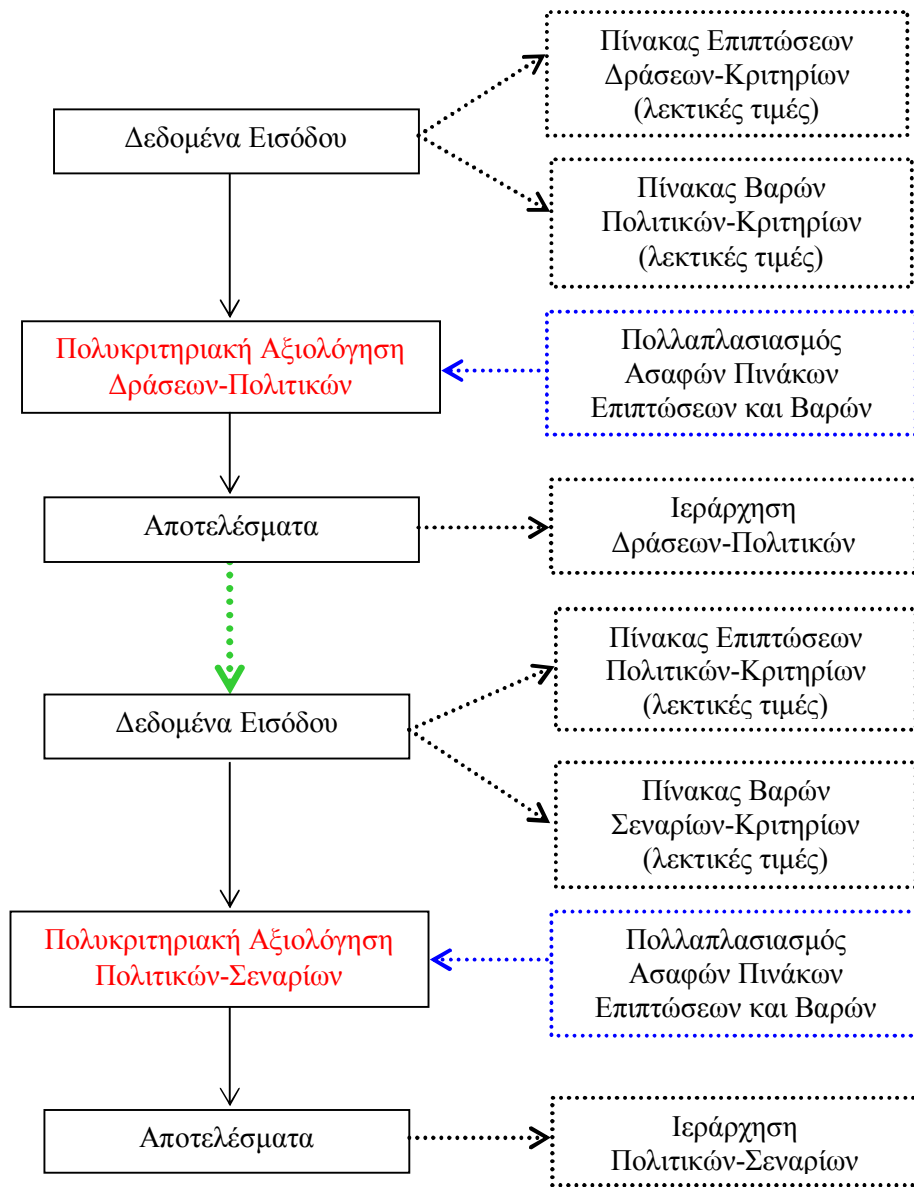 Πίνακας Επιπτώσεων
Δράσεων-Κριτηρίων
(λεκτικές τιμές)
Δεδομένα Εισόδου
Πίνακας Βαρών
Πολιτικών-Κριτηρίων
(λεκτικές τιμές)
Πολυκριτηριακή Αξιολόγηση
Δράσεων-Πολιτικών
Πολλαπλασιασμός
Ασαφών Πινάκων
Επιπτώσεων και Βαρών
Αποτελέσματα
Ιεράρχηση
Δράσεων-Πολιτικών
Πίνακας Επιπτώσεων
Πολιτικών-Κριτηρίων
(λεκτικές τιμές)
Δεδομένα Εισόδου
Πίνακας Βαρών
Σεναρίων-Κριτηρίων
(λεκτικές τιμές)
Πολυκριτηριακή Αξιολόγηση
Πολιτικών-Σεναρίων
Πολλαπλασιασμός
Ασαφών Πινάκων
Επιπτώσεων και Βαρών
Αποτελέσματα
Ιεράρχηση
Πολιτικών-Σεναρίων